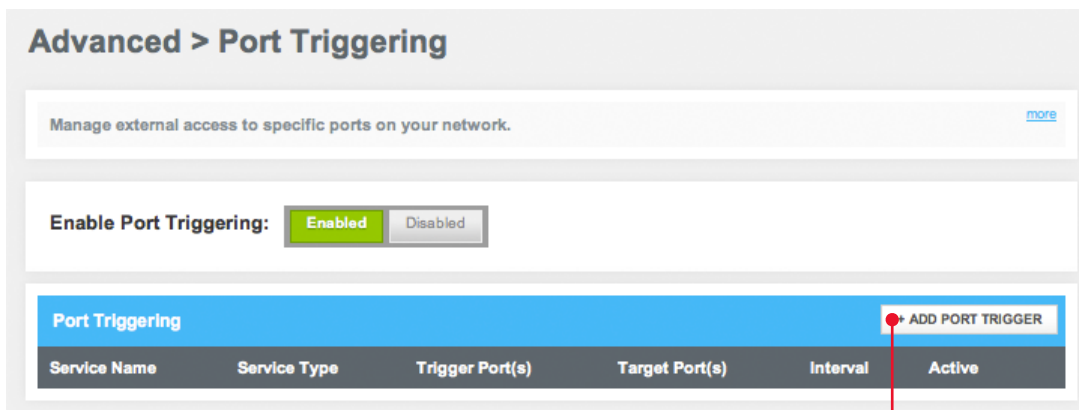 Advanced > Port Triggering
more
Manage external access to specific ports on your network.
Enable Port Triggering: Enabled Disabled
Port Triggering + ADD PORT TRIGGER
Service Name Service Type Trigger Port(s) Target Port(s) Interval Active